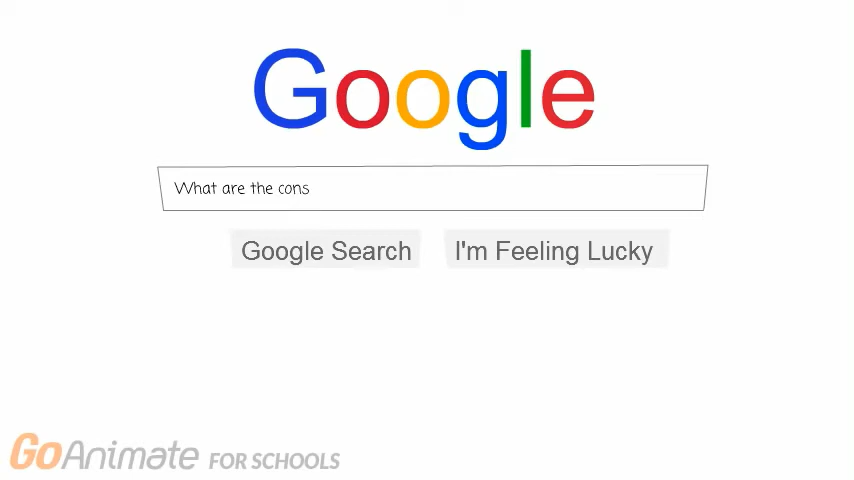 Google
What are the cons
Google Search
I'm Feeling Lucky
GoAnimate FOR SCHOOLS